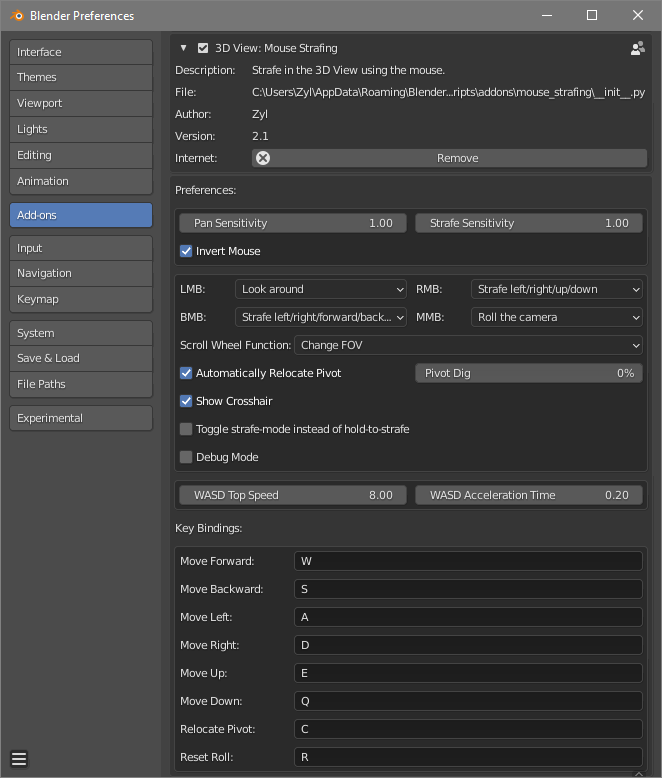 Blender Preferences
Interface
Themes
Viewport
Lights
Editing
Animation
Add-ons
Input
Navigation
Keymap
System
Save & Load
File Paths
Experimental
3D View: Mouse Strafing
Description: Strafe in the 3D View using the mouse.
File: C:\Users\Zyl\AppData\Roaming\Blender...ripts\addons\mouse_strafing\__init__.py
Author: Zyl
Version: 2.1
Internet: Remove
Preferences:
Pan Sensitivity 1.00 Strafe Sensitivity 1.00
Invert Mouse
LMB: Look around RMB: Strafe left/right/up/down
BMB: Strafe left/right/forward/back... MMB: Roll the camera
Scroll Wheel Function: Change FOV
Automatically Relocate Pivot Pivot Dig 0%
Show Crosshair
Toggle strafe-mode instead of hold-to-strafe
Debug Mode
WASD Top Speed 8.00 WASD Acceleration Time 0.20
Key Bindings:
Move Forward: W
Move Backward: S
Move Left: A
Move Right: D
Move Up: E
Move Down: Q
Relocate Pivot: C
Reset Roll: R